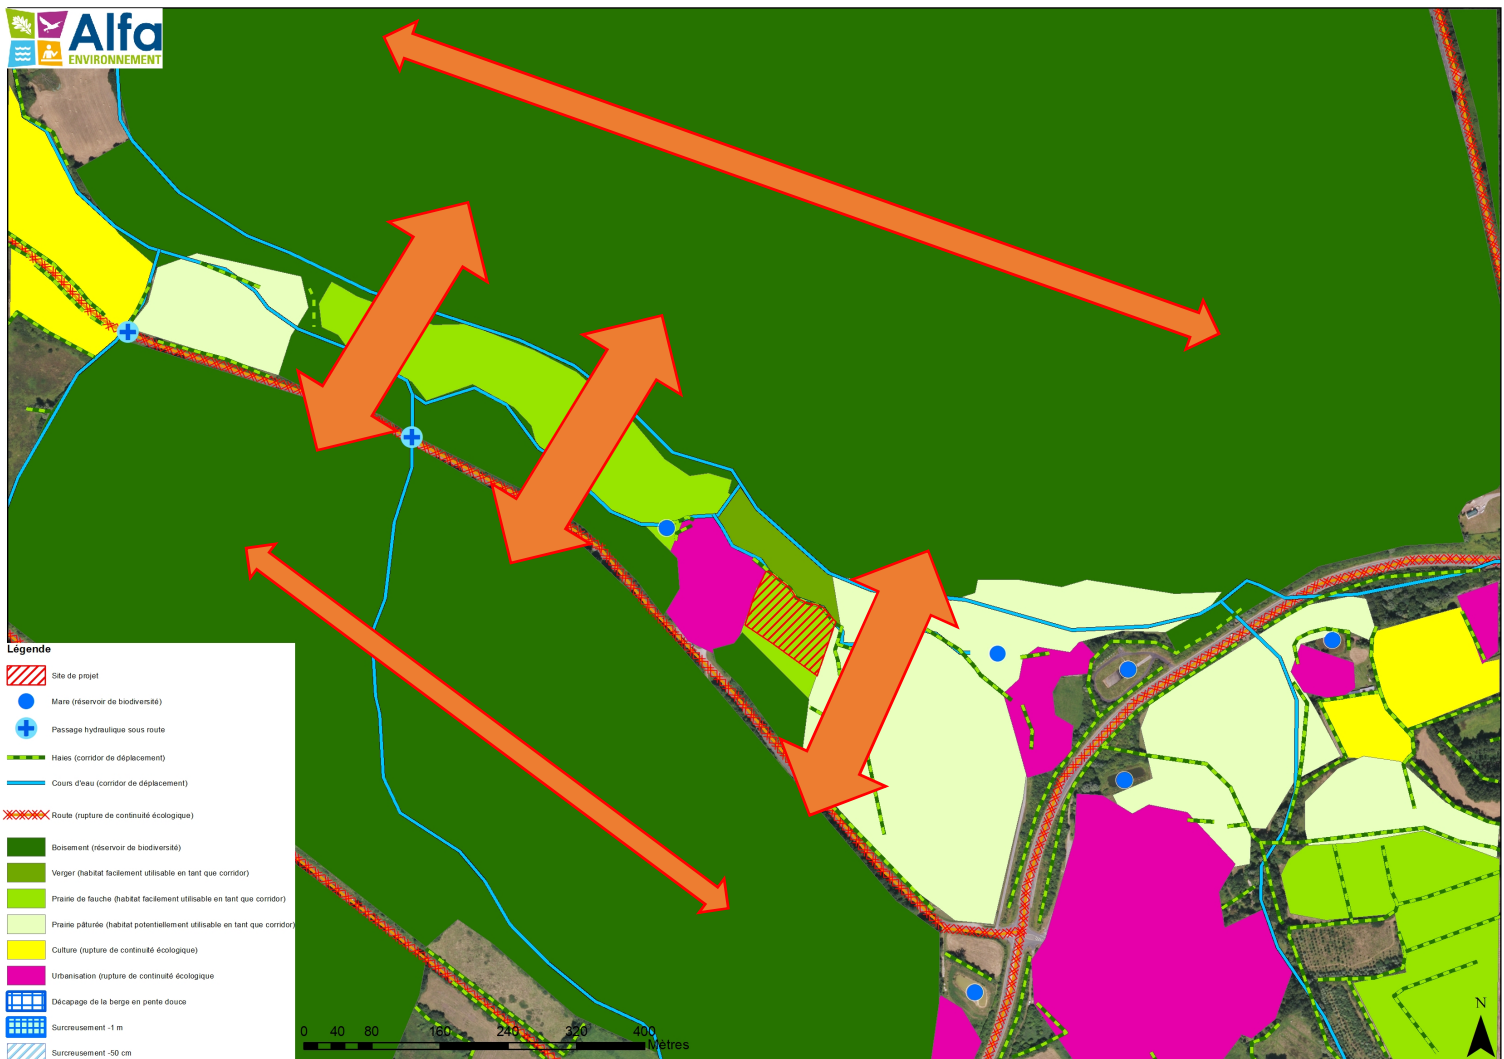 Alfa
ENVIRONNEMENT
Légende
Site de projet
Mare (réservoir de biodiversité)
Passage hydraulique sous route
Haies (corridor de déplacement)
Cours d'eau (corridor de déplacement)
Route (rupture de continuité écologique)
Boisement (réservoir de biodiversité)
Verger (habitat facilement utilisable en tant que corridor)
Prairie de fauche (habitat facilement utilisable en tant que corridor)
Prairie pâturée (habitat potentiellement utilisable en tant que corridor)
Culture (rupture de continuité écologique)
Urbanisation (rupture de continuité écologique
Décapage de la berge en pente douce
Surcreusement -1 m
Surcreusement -50 cm
0 40 80 160 240 320 400
Mètres
N